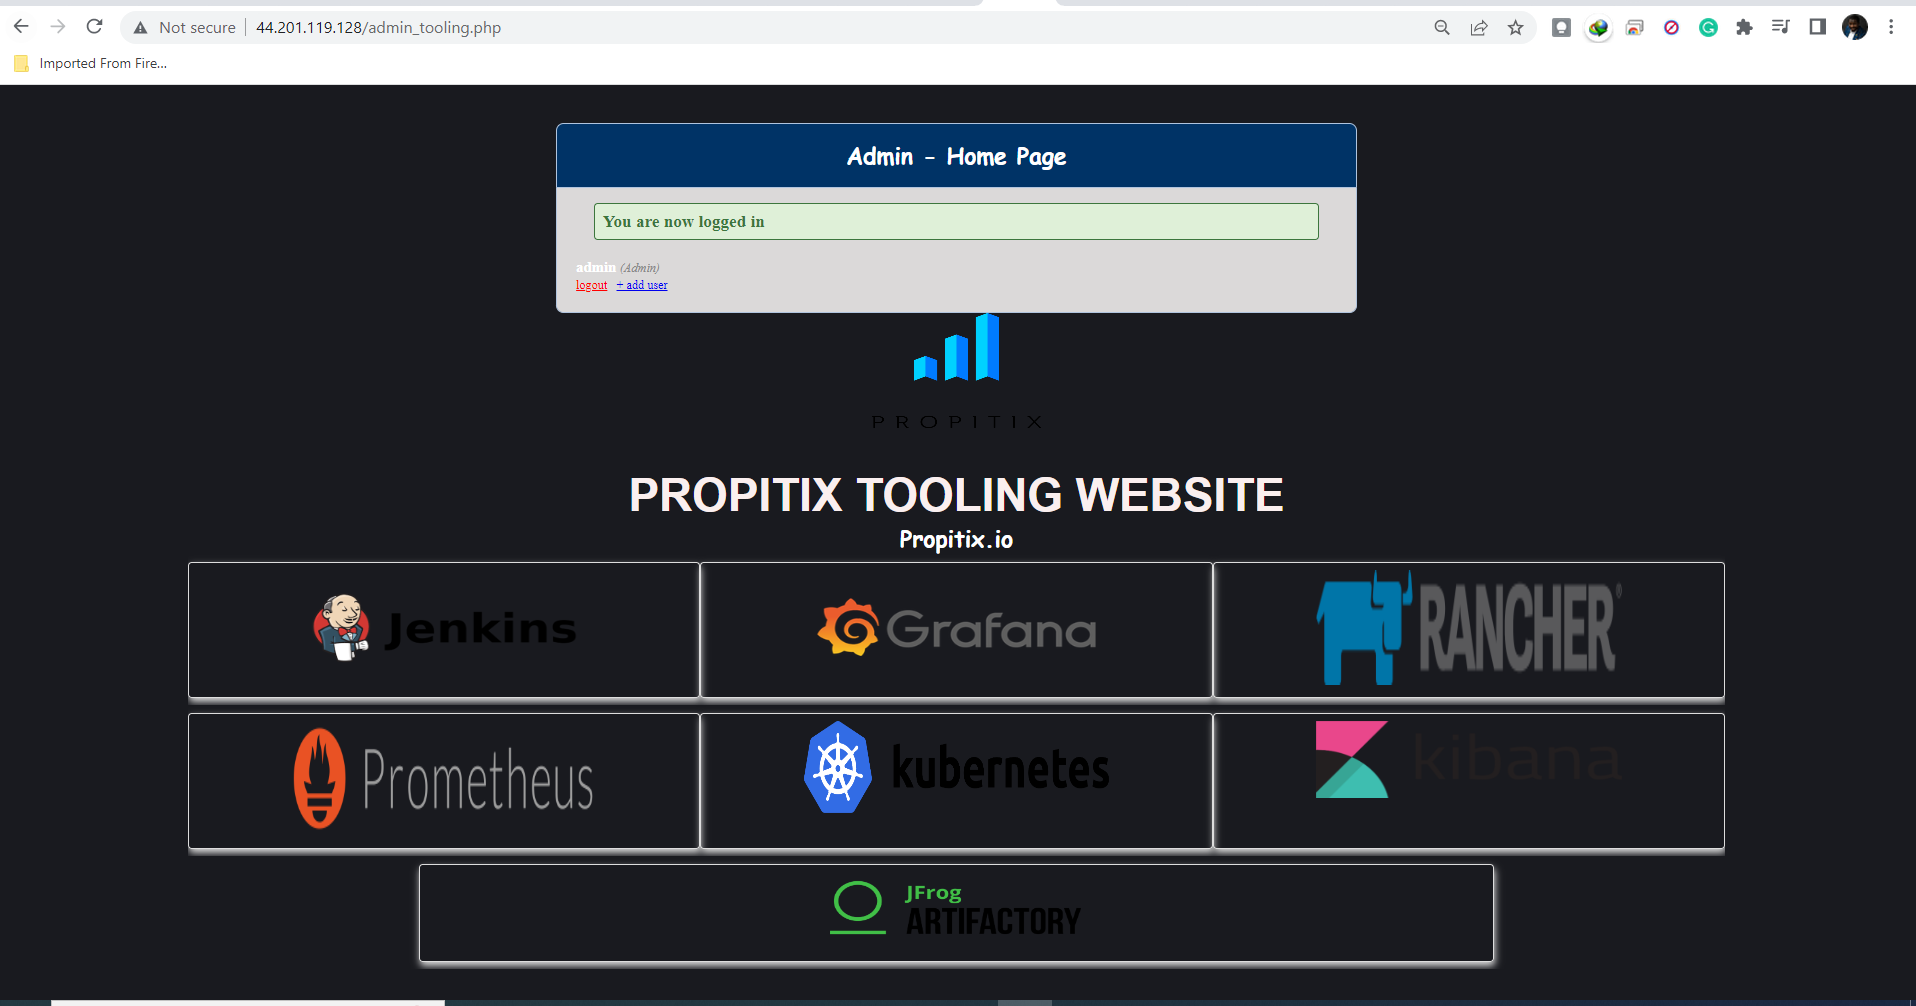 Not secure | 44.201.119.128/admin_tooling.php
Imported From Fire...
Admin - Home Page
You are now logged in
admin (Admin)
logout + add user
PROPITIX
PROPITIX TOOLING WEBSITE
Propitix.io
Jenkins
Grafana
RANCHER®
Prometheus
kubernetes
kibana
JFrog
ARTIFACTORY